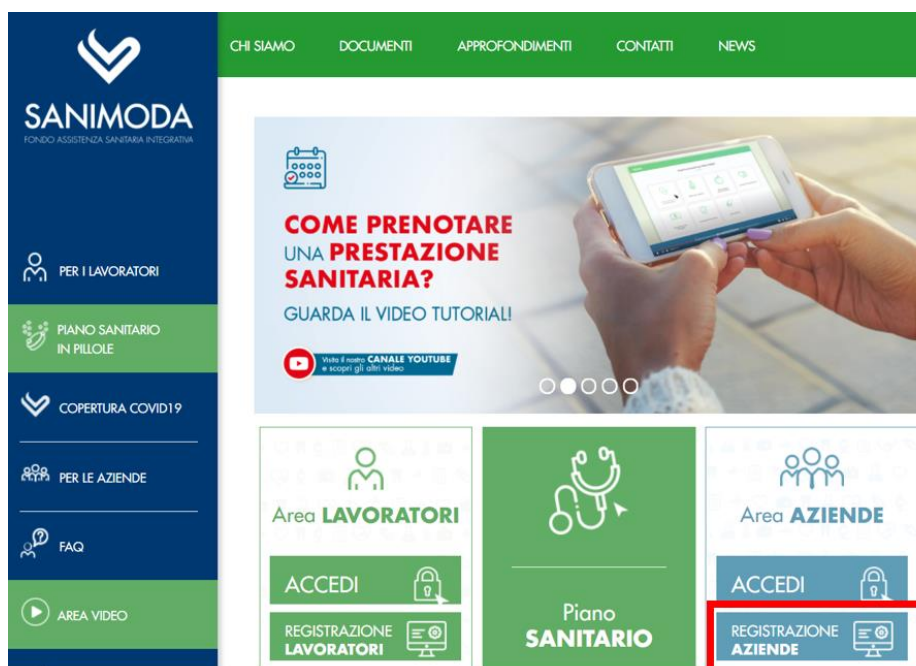 SANIMODA
FONDO ASSISTENZA SANITARIA INTEGRATIVA
PER I LAVORATORI
PIANO SANITARIO
IN PILLOLE
COPERTURA COVID19
PER LE AZIENDE
FAQ
AREA VIDEO
CHI SIAMO
DOCUMENTI
APPROFONDIMENTI
CONTATTI
NEWS
COME PRENOTARE
UNA PRESTAZIONE
SANITARIA?
GUARDA IL VIDEO TUTORIAL!
Visita il nostro CANALE YOUTUBE
e scopri gli altri video
Area LAVORATORI
ACCEDI
REGISTRAZIONE
LAVORATORI
Piano
SANITARIO
Area AZIENDE
ACCEDI
REGISTRAZIONE
AZIENDE